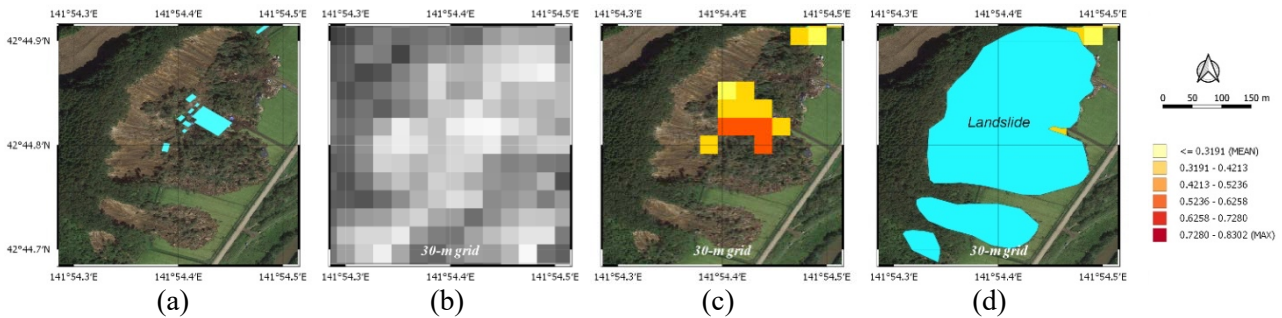 141°54.3'E 141°54.4'E 141°54.5'E
141°54.3'E 141°54.4'E 141°54.5'E
141°54.3'E 141°54.4'E 141°54.5'E
141°54.3'E 141°54.4'E 141°54.5'E
42°44.9'N
42°44.8'N
42°44.7'N
141°54.3'E 141°54.4'E 141°54.5'E
(a)
30-m grid
141°54.3'E 141°54.4'E 141°54.5'E
(b)
30-m grid
141°54.3'E 141°54.4'E 141°54.5'E
(c)
Landslide
30-m grid
141°54.3'E 141°54.4'E 141°54.5'E
(d)
0 50 100 150 m
<= 0.3191 (MEAN)
0.3191 - 0.4213
0.4213 - 0.5236
0.5236 - 0.6258
0.6258 - 0.7280
0.7280 - 0.8302 (MAX)